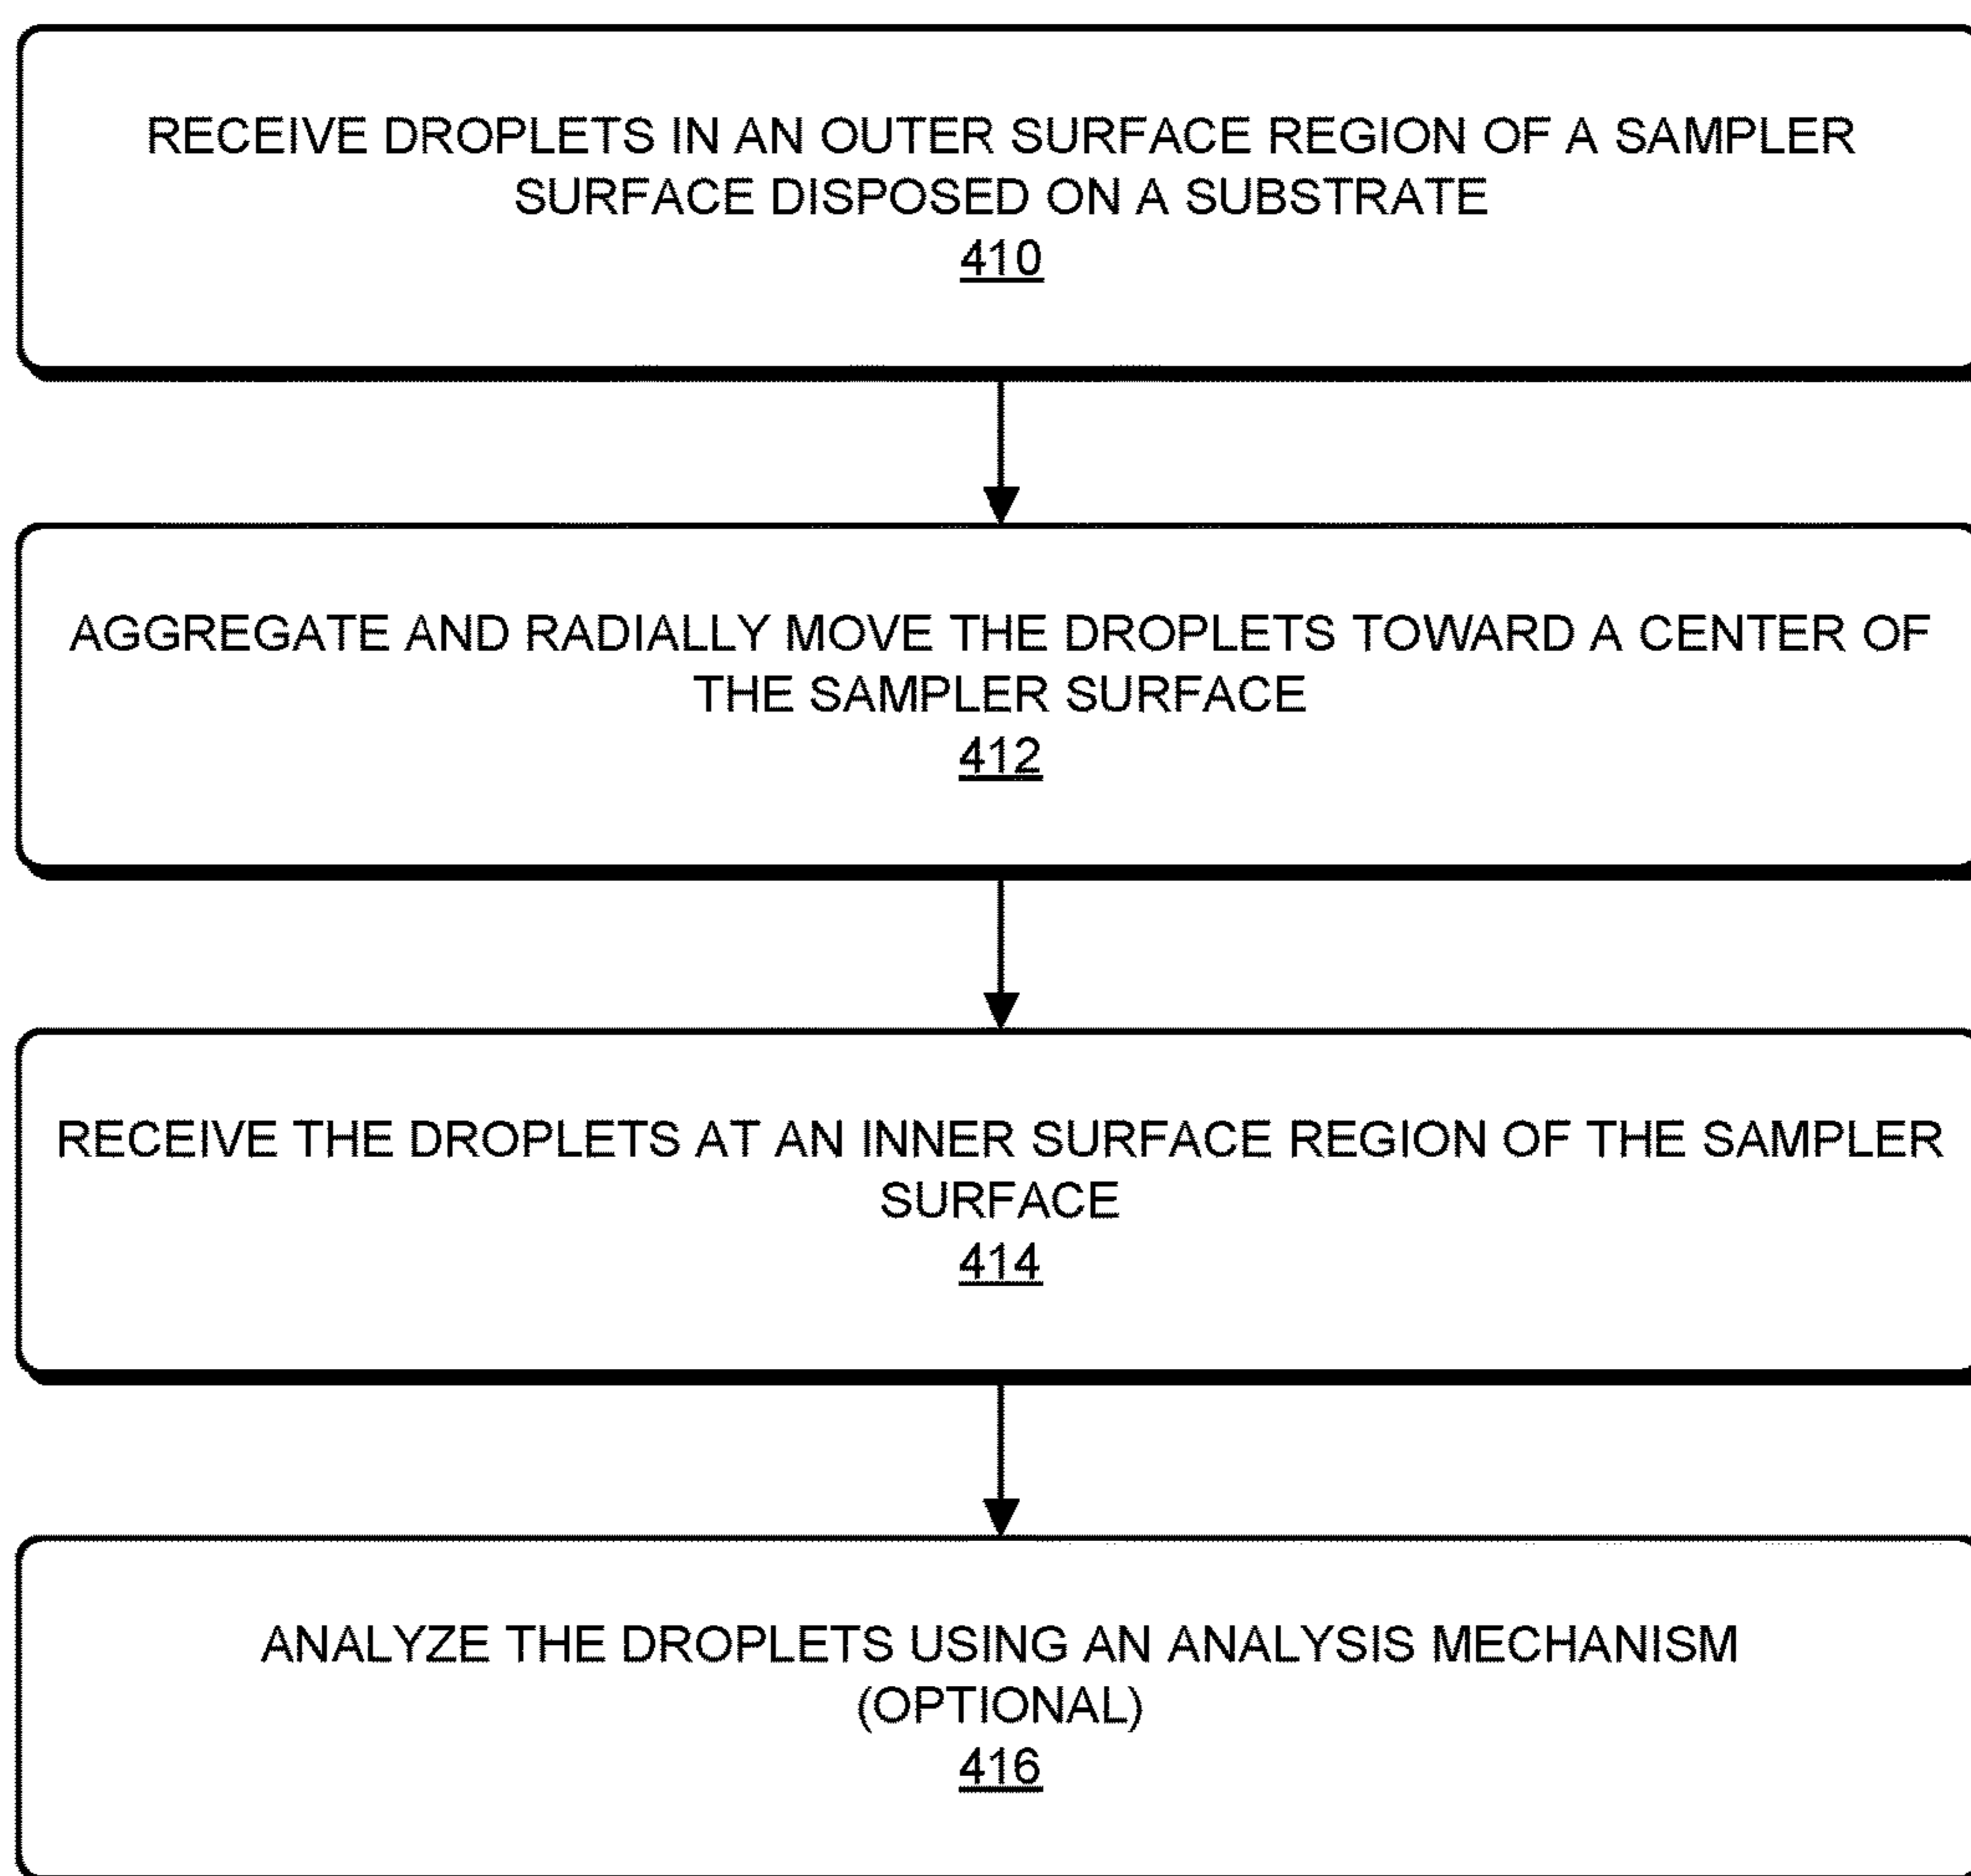 RECEIVE DROPLETS IN AN OUTER SURFACE REGION OF A SAMPLER
SURFACE DISPOSED ON A SUBSTRATE
410
AGGREGATE AND RADIALLY MOVE THE DROPLETS TOWARD A CENTER OF
THE SAMPLER SURFACE
412
RECEIVE THE DROPLETS AT AN INNER SURFACE REGION OF THE SAMPLER
SURFACE
414
ANALYZE THE DROPLETS USING AN ANALYSIS MECHANISM
(OPTIONAL)
416